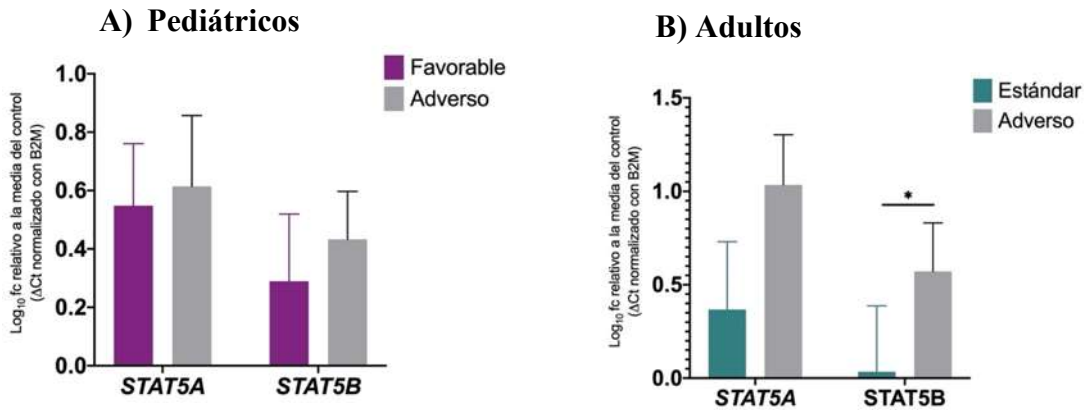 A) Pediátricos
Log₁₀ fc relativo a la media del control
(ΔCt normalizado con B2M)
1.0
0.8
0.6
0.4
0.2
0.0
Favorable
Adverso
STAT5A
STAT5B
B) Adultos
Log₁₀ fc relativo a la media del control
(ΔCt normalizado con B2M)
1.5
1.0
0.5
0.0
Estándar
Adverso
*
STAT5A
STAT5B